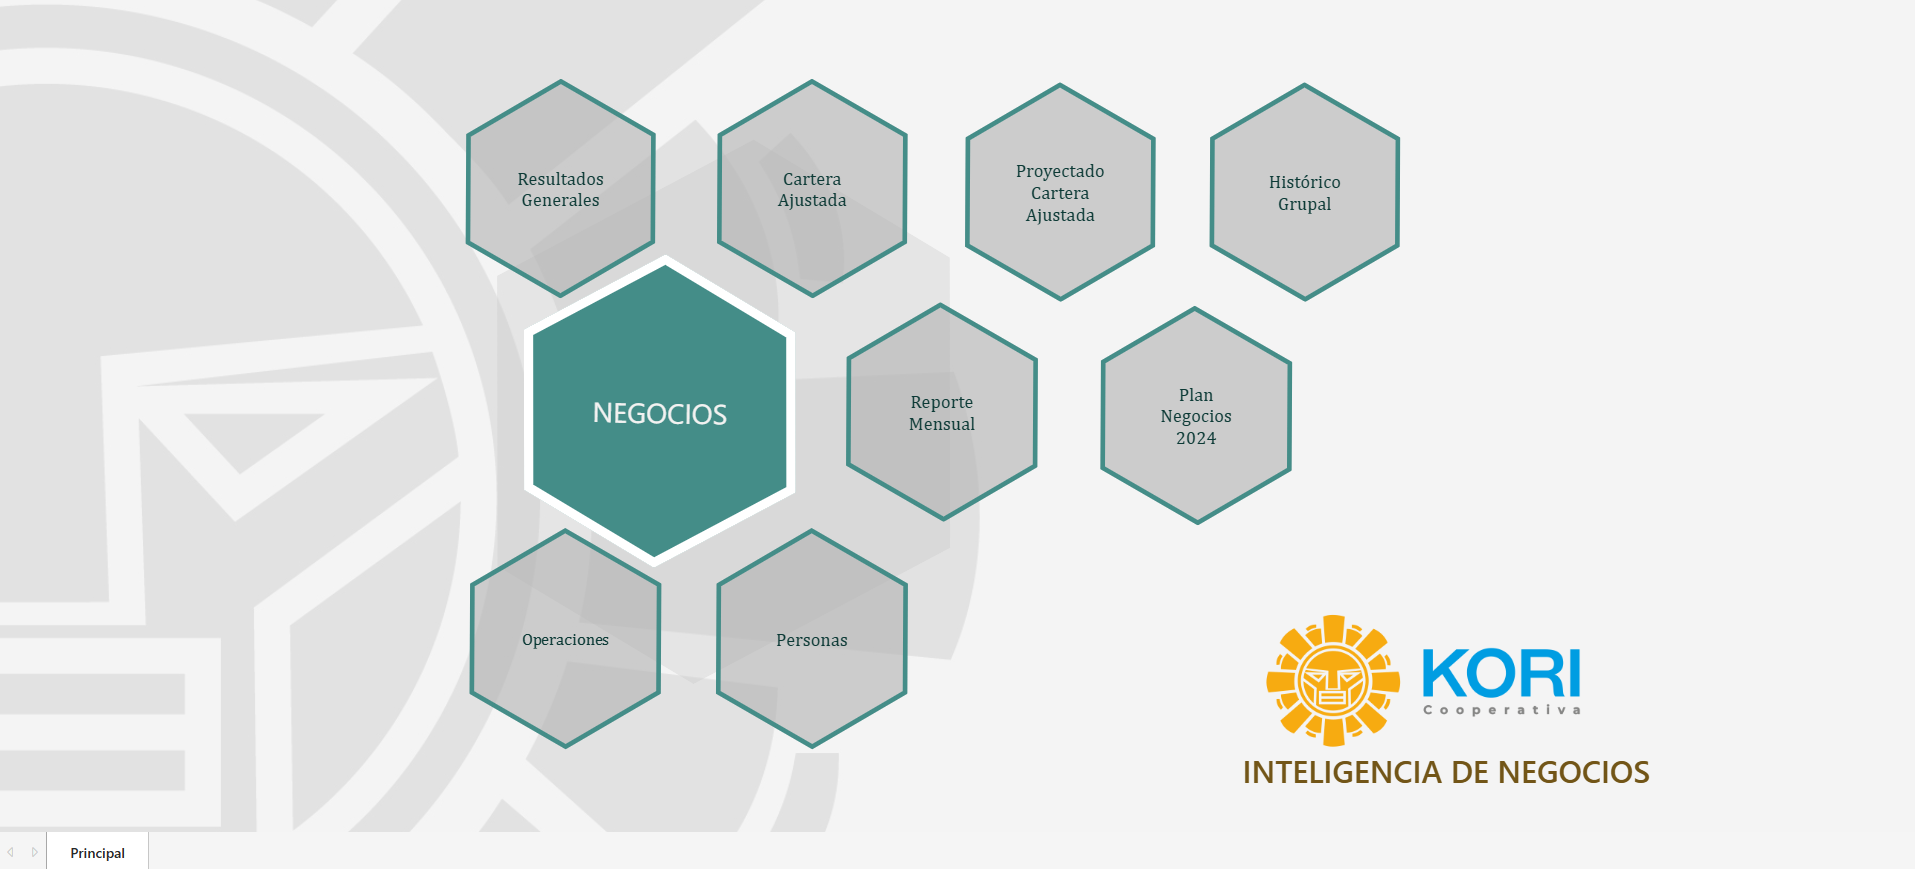 Resultados
Generales
Cartera
Ajustada
Proyectado
Cartera
Ajustada
Histórico
Grupal
NEGOCIOS
Reporte
Mensual
Plan
Negocios
2024
Operaciones
Personas
KORI
Cooperativa
INTELIGENCIA DE NEGOCIOS
Principal